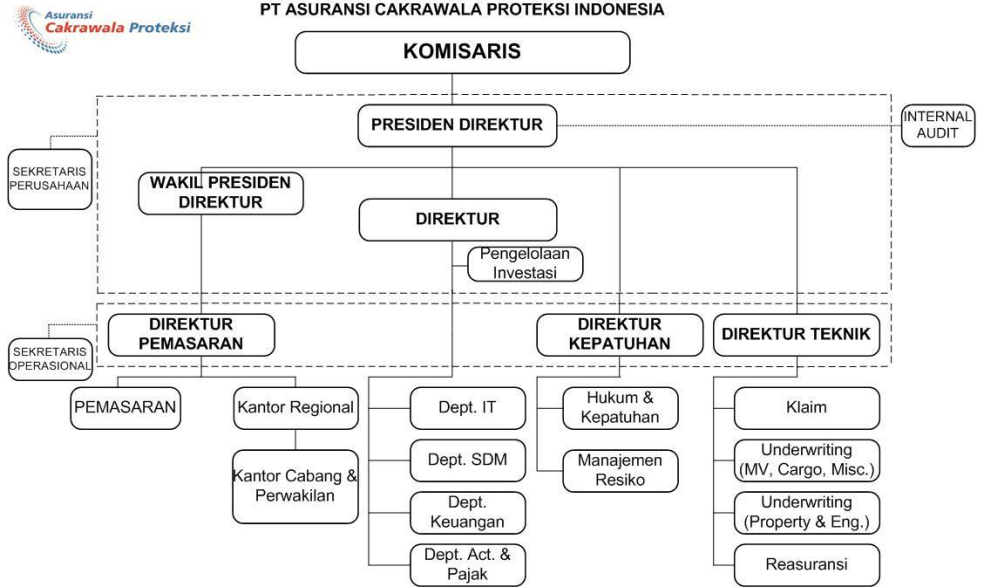 Asuransi
Cakrawala Proteksi
PT ASURANSI CAKRAWALA PROTEKSI INDONESIA
KOMISARIS
PRESIDEN DIREKTUR
INTERNAL
AUDIT
SEKRETARIS
PERUSAHAAN
WAKIL PRESIDEN
DIREKTUR
DIREKTUR
Pengelolaan
Investasi
SEKRETARIS
OPERASIONAL
DIREKTUR
PEMASARAN
DIREKTUR
KEPATUHAN
DIREKTUR TEKNIK
PEMASARAN
Kantor Regional
Kantor Cabang &
Perwakilan
Dept. IT
Dept. SDM
Dept.
Keuangan
Dept. Act. &
Pajak
Hukum &
Kepatuhan
Manajemen
Resiko
Klaim
Underwriting
(MV, Cargo, Misc.)
Underwriting
(Property & Eng.)
Reasuransi